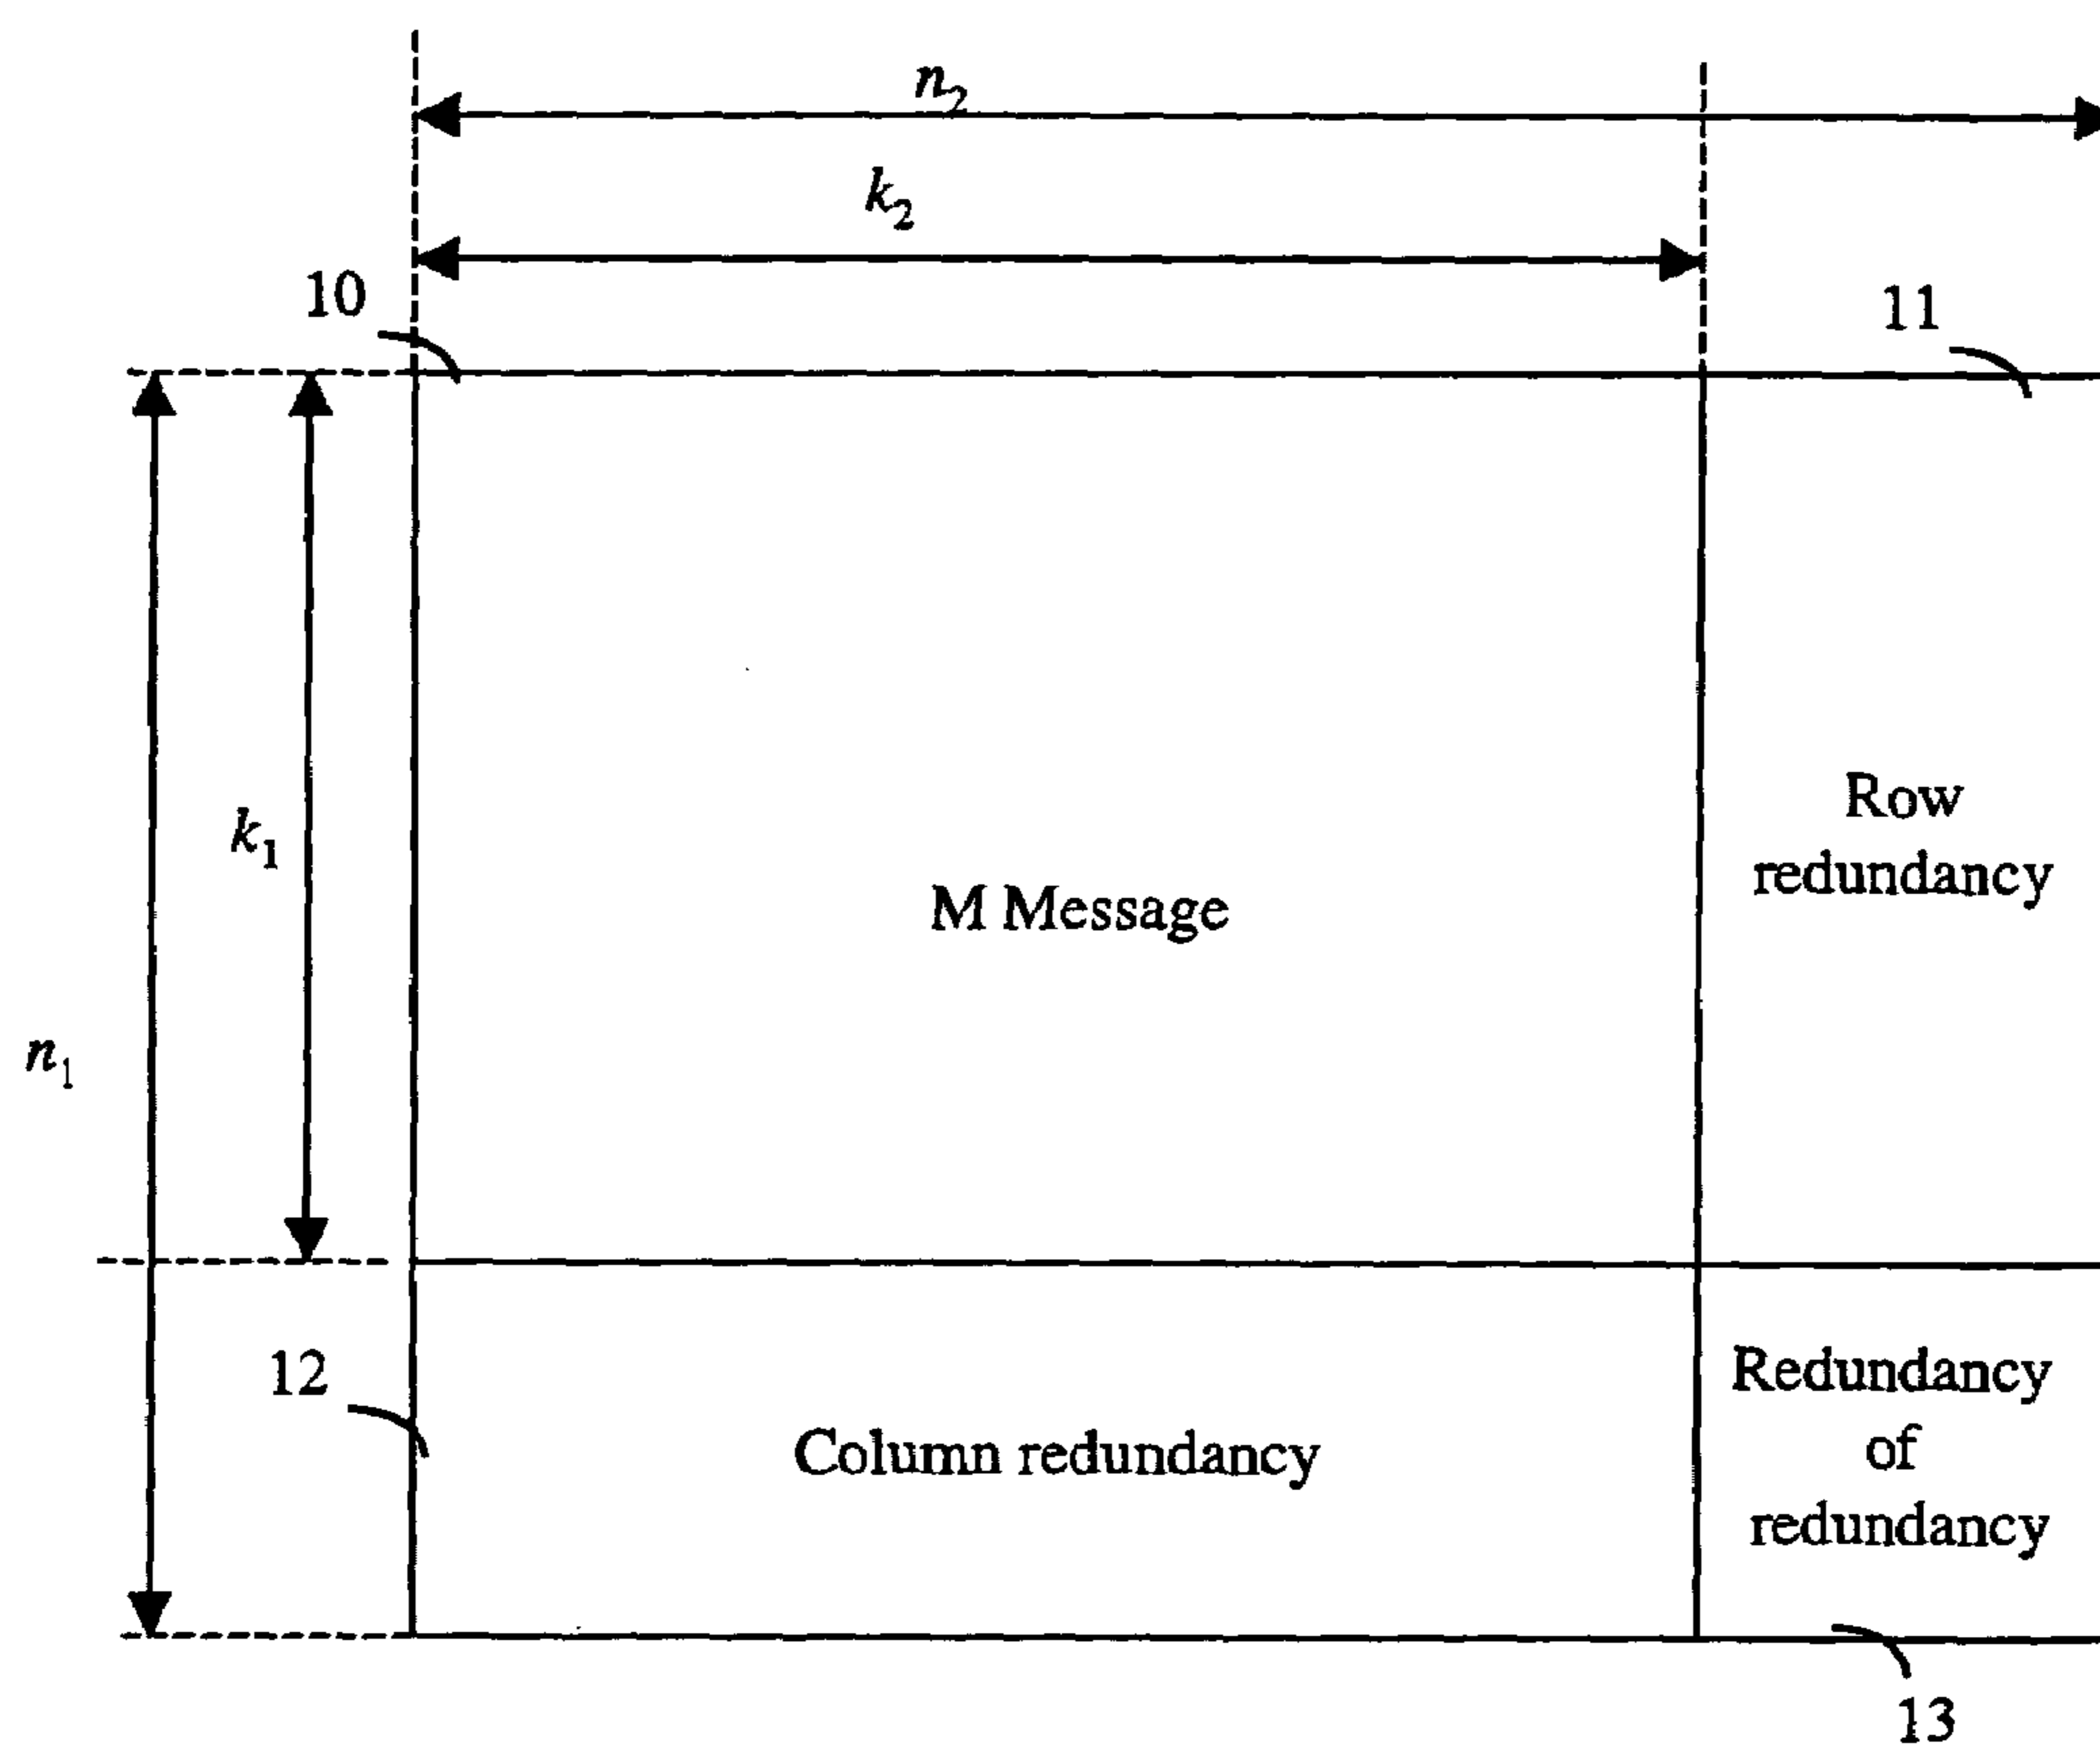 n₂
k₂
10
11
k₁
Row
redundancy
M Message
n₁
12
Column redundancy
Redundancy
of
redundancy
13